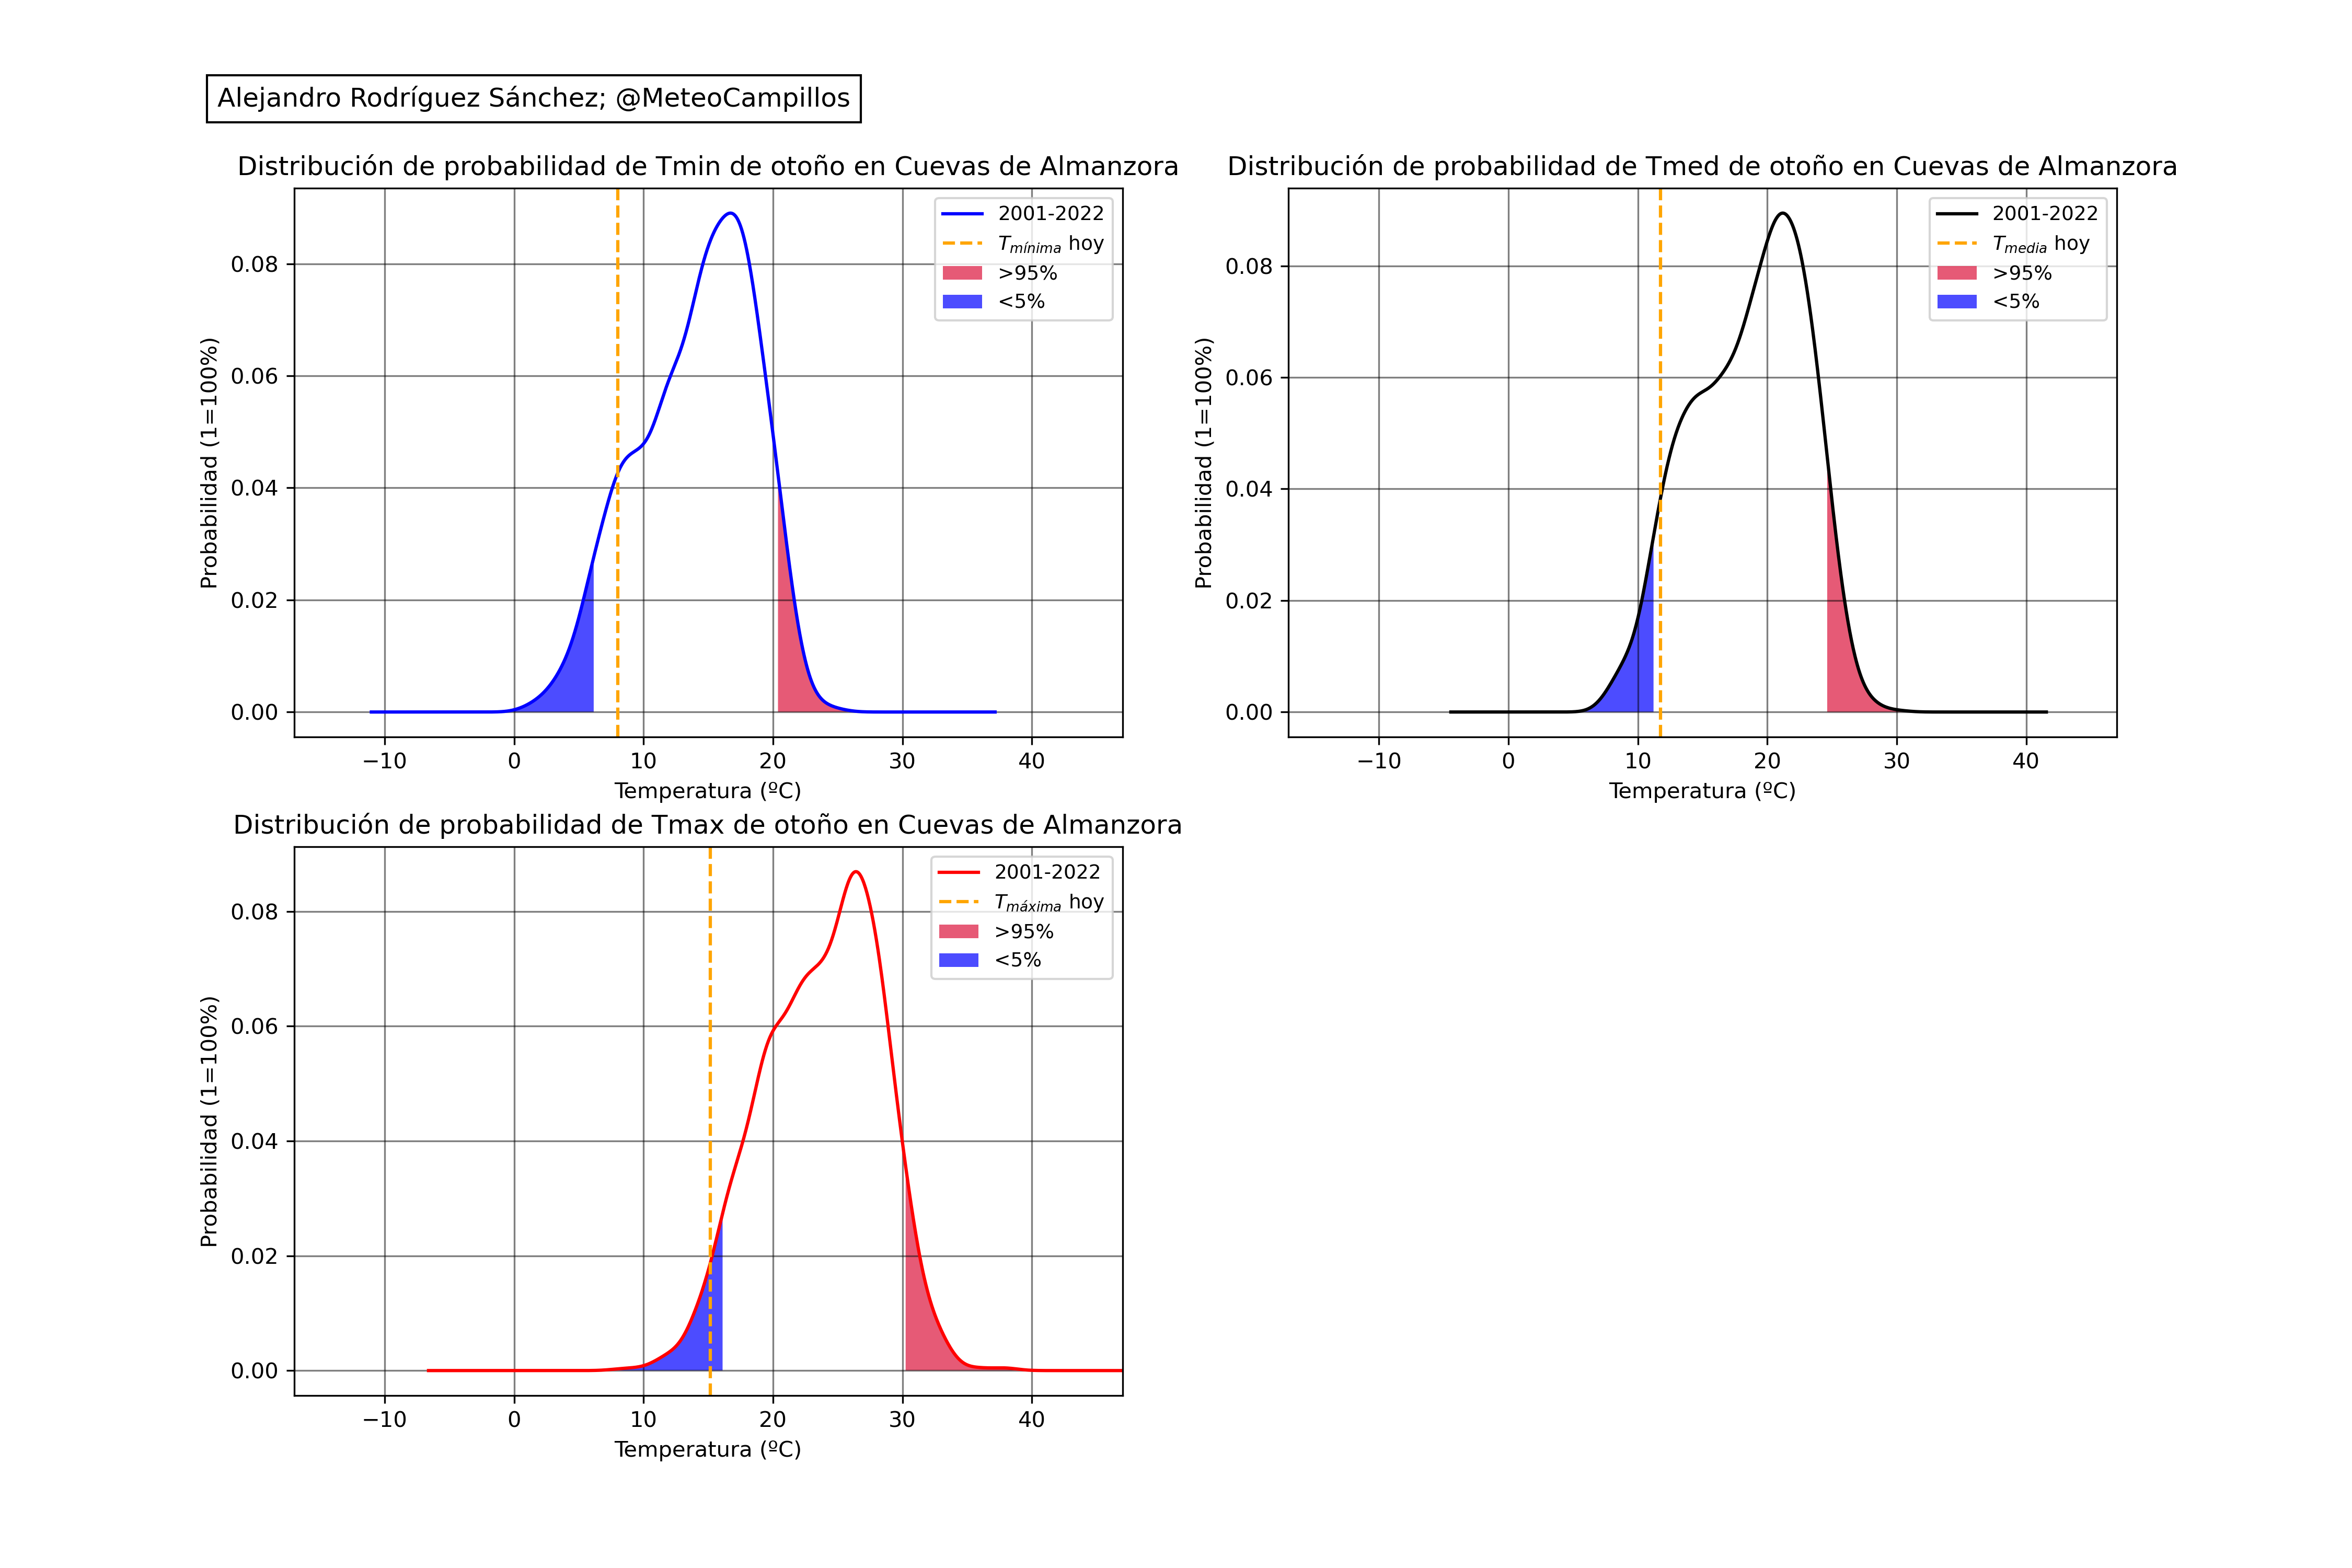 Alejandro Rodríguez Sánchez; @MeteoCampillos
Distribución de probabilidad de Tmin de otoño en Cuevas de Almanzora
2001-2022
Tmínima hoy
>95%
<5%
Probabilidad (1=100%)
0.08
0.06
0.04
0.02
0.00
−10 0 10 20 30 40
Temperatura (ºC)
Distribución de probabilidad de Tmed de otoño en Cuevas de Almanzora
2001-2022
Tmedia hoy
>95%
<5%
Probabilidad (1=100%)
0.08
0.06
0.04
0.02
0.00
−10 0 10 20 30 40
Temperatura (ºC)
Distribución de probabilidad de Tmax de otoño en Cuevas de Almanzora
2001-2022
Tmáxima hoy
>95%
<5%
Probabilidad (1=100%)
0.08
0.06
0.04
0.02
0.00
−10 0 10 20 30 40
Temperatura (ºC)